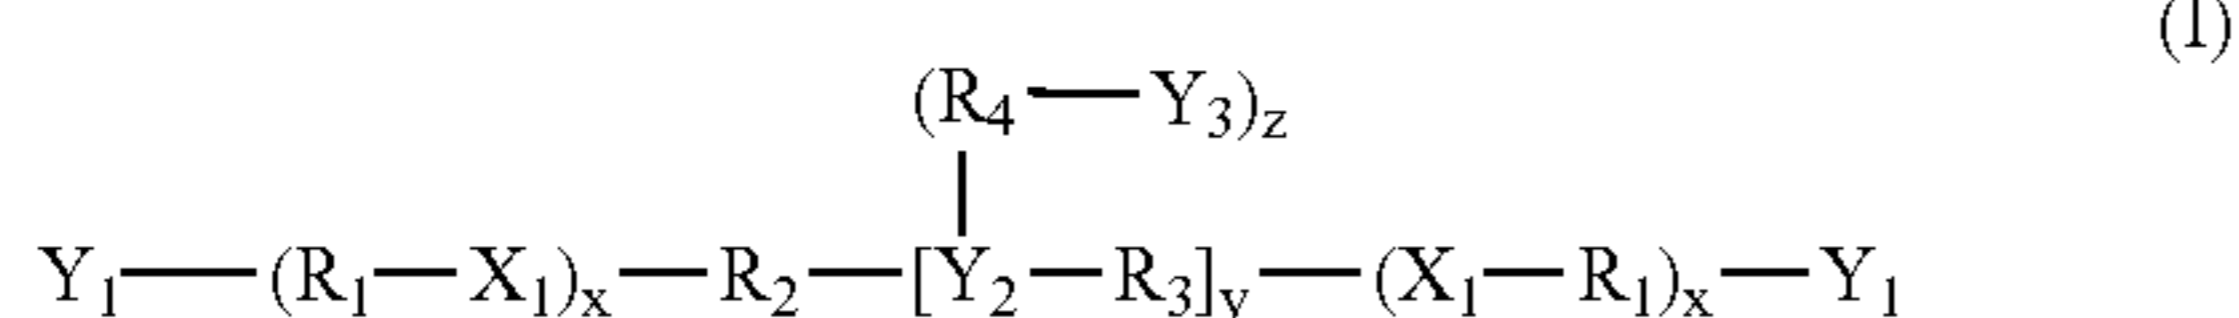 (I)
(R₄—Y₃)z
Y₁—(R₁—X₁)x—R₂—[Y₂—R₃]y—(X₁—R₁)x—Y₁